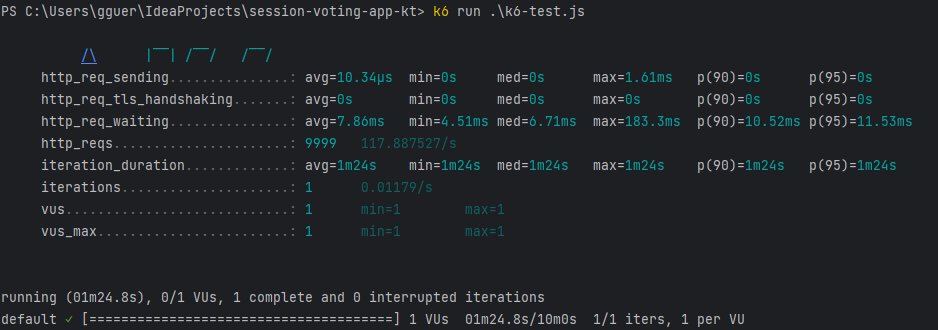 PS C:\Users\gguer\IdeaProjects\session-voting-app-kt> k6 run .\k6-test.js
/\ |‾‾| /‾‾/ /‾‾/
http_req_sending...............: avg=10.34µs min=0s med=0s max=1.61ms p(90)=0s p(95)=0s
http_req_tls_handshaking.......: avg=0s min=0s med=0s max=0s p(90)=0s p(95)=0s
http_req_waiting...............: avg=7.86ms min=4.51ms med=6.71ms max=183.3ms p(90)=10.52ms p(95)=11.53ms
http_reqs......................: 9999 117.887527/s
iteration_duration.............: avg=1m24s min=1m24s med=1m24s max=1m24s p(90)=1m24s p(95)=1m24s
iterations.....................: 1 0.01179/s
vus............................: 1 min=1 max=1
vus_max........................: 1 min=1 max=1
running (01m24.8s), 0/1 VUs, 1 complete and 0 interrupted iterations
default ✓ [======================================] 1 VUs 01m24.8s/10m0s 1/1 iters, 1 per VU